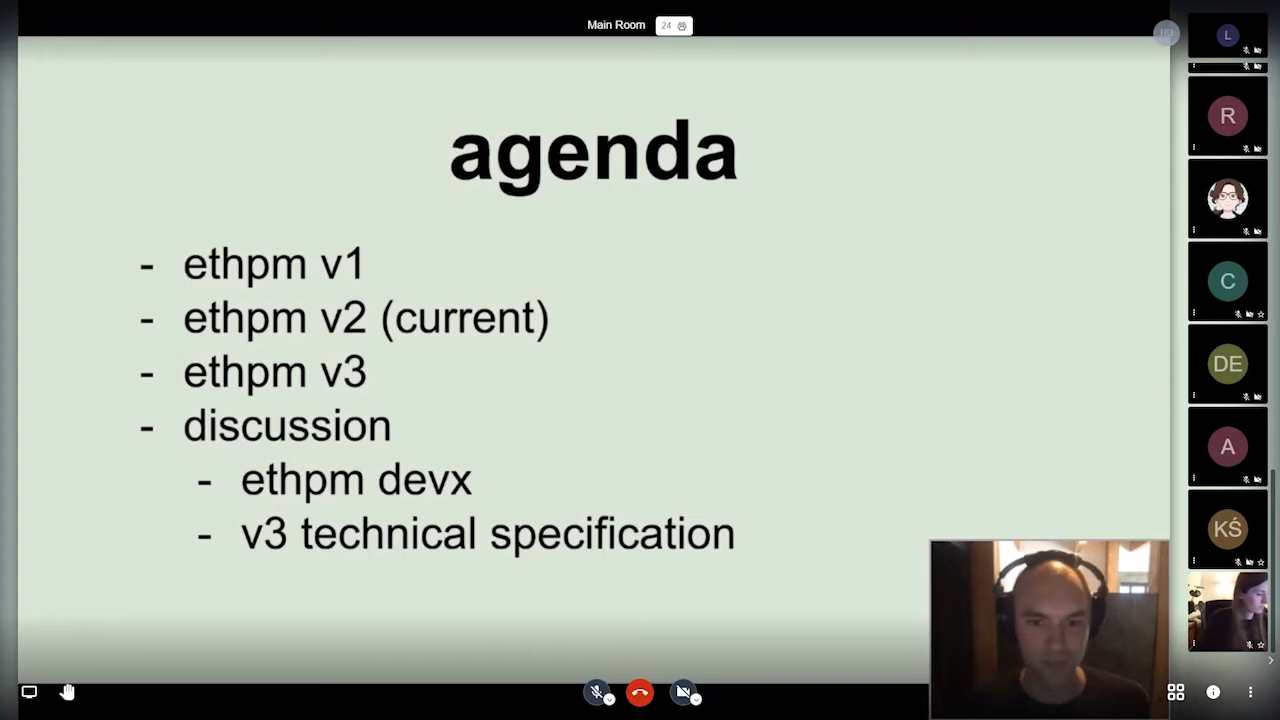 Main Room 24
L
agenda
R
- ethpm v1
- ethpm v2 (current)
C
- ethpm v3
DE
- discussion
A
- ethpm devx
- v3 technical specification
KŚ